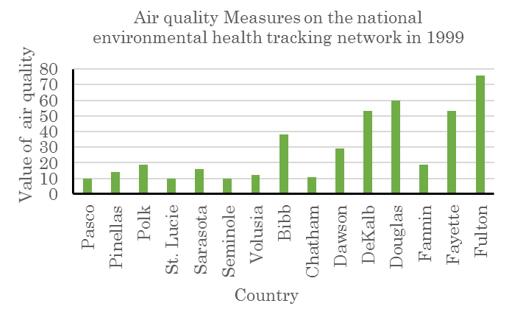 Air quality Measures on the national
environmental health tracking network in 1999
Value of air quality
80
70
60
50
40
30
20
10
0
Pasco
Pinellas
Polk
St. Lucie
Sarasota
Seminole
Volusia
Bibb
Chatham
Dawson
DeKalb
Douglas
Fannin
Fayette
Fulton
Country